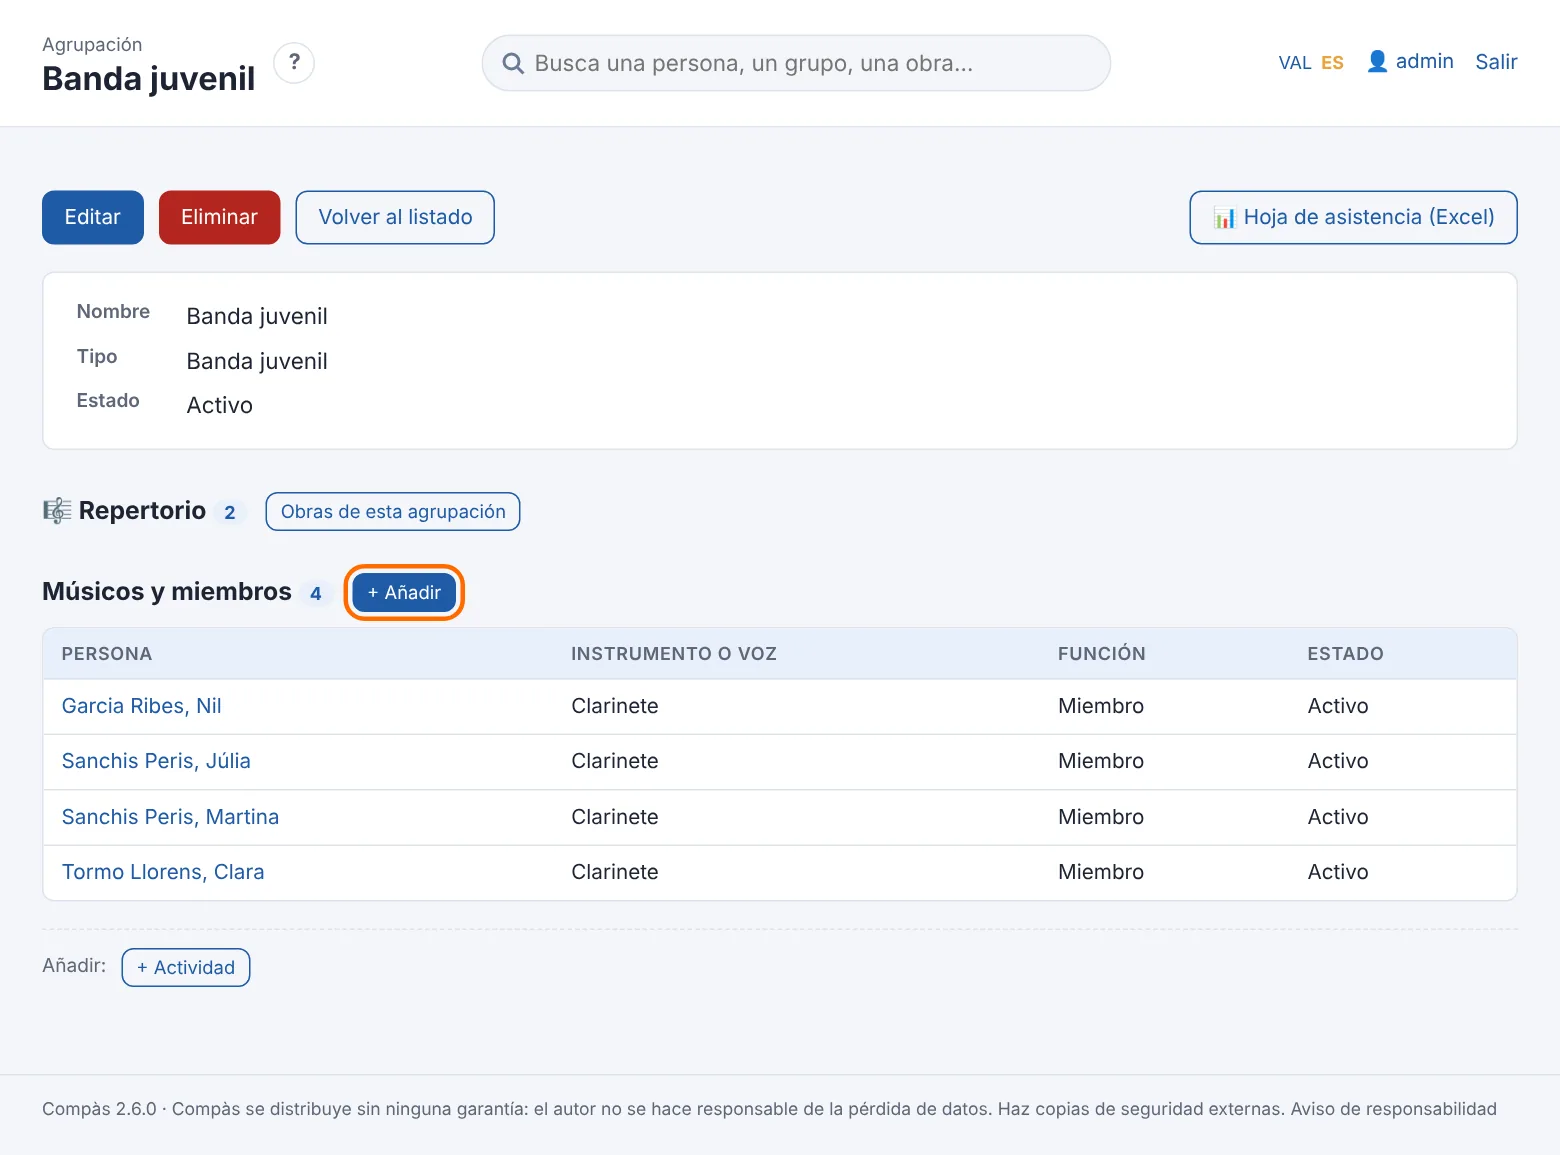 Agrupación
Banda juvenil
?
Busca una persona, un grupo, una obra...
VAL ES admin Salir
Editar Eliminar Volver al listado Hoja de asistencia (Excel)
Nombre Banda juvenil
Tipo Banda juvenil
Estado Activo
Repertorio 2 Obras de esta agrupación
Músicos y miembros 4 + Añadir
PERSONA INSTRUMENTO O VOZ FUNCIÓN ESTADO
Garcia Ribes, Nil Clarinete Miembro Activo
Sanchis Peris, Júlia Clarinete Miembro Activo
Sanchis Peris, Martina Clarinete Miembro Activo
Tormo Llorens, Clara Clarinete Miembro Activo
Añadir: + Actividad
Compàs 2.6.0 · Compàs se distribuye sin ninguna garantía: el autor no se hace responsable de la pérdida de datos. Haz copias de seguridad externas. Aviso de responsabilidad